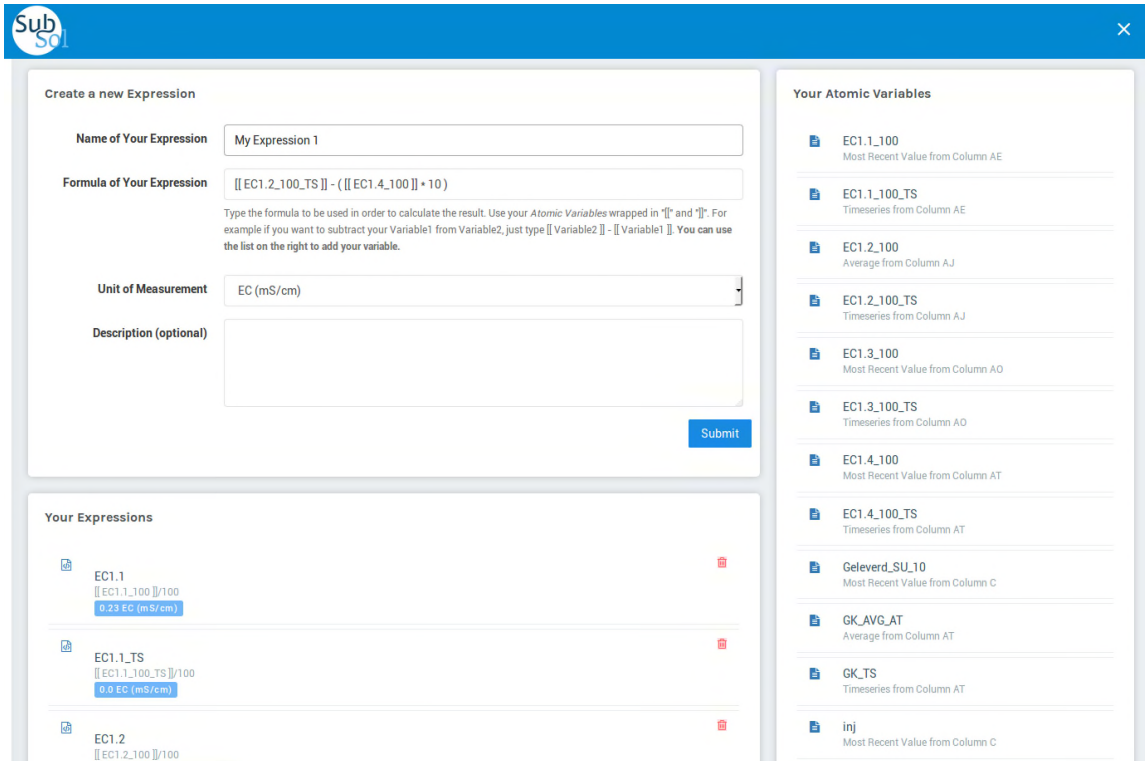 Sub
Sol
Create a new Expression
Name of Your Expression
My Expression 1
Formula of Your Expression
[[ EC1.2_100_TS ]] - ( [[ EC1.4_100 ]] * 10 )
Type the formula to be used in order to calculate the result. Use your Atomic Variables wrapped in "[[" and "]]". For
example if you want to subtract your Variable1 from Variable2, just type [[ Variable2 ]] - [[ Variable1 ]]. You can use
the list on the right to add your variable.
Unit of Measurement
EC (mS/cm)
Description (optional)
Submit
Your Expressions
EC1.1
[[ EC1.1_100 ]]/100
0.23 EC (mS/cm)
EC1.1_TS
[[ EC1.1_100_TS ]]/100
0.0 EC (mS/cm)
EC1.2
[[ EC1.2_100 ]]/100
Your Atomic Variables
EC1.1_100
Most Recent Value from Column AE
EC1.1_100_TS
Timeseries from Column AE
EC1.2_100
Average from Column AJ
EC1.2_100_TS
Timeseries from Column AJ
EC1.3_100
Most Recent Value from Column AO
EC1.3_100_TS
Timeseries from Column AO
EC1.4_100
Most Recent Value from Column AT
EC1.4_100_TS
Timeseries from Column AT
Geleverd_SU_10
Most Recent Value from Column C
GK_AVG_AT
Average from Column AT
GK_TS
Timeseries from Column AT
inj
Most Recent Value from Column C